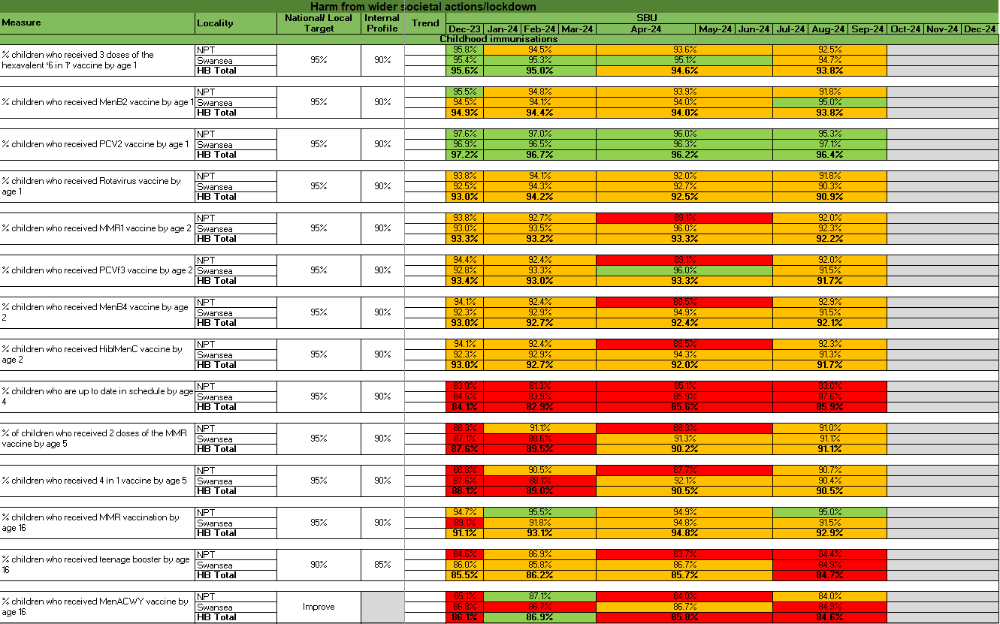 Harm from wider societal actions/lockdown
Measure Locality National/ Local Target Internal Profile Trend SBU
Dec-23 Jan-24 Feb-24 Mar-24 Apr-24 May-24 Jun-24 Jul-24 Aug-24 Sep-24 Oct-24 Nov-24 Dec-24
Childhood immunisations
% children who received 3 doses of the hexavalent '6 in 1' vaccine by age 1 95% 90%
NPT 95.8% 94.5% 93.6% 92.5%
Swansea 95.4% 95.3% 95.1% 94.7%
HB Total 95.6% 95.0% 94.6% 93.8%
% children who received MenB2 vaccine by age 1 95% 90%
NPT 95.5% 94.8% 93.9% 91.8%
Swansea 94.5% 94.1% 94.0% 95.0%
HB Total 94.9% 94.4% 94.0% 93.8%
% children who received PCV2 vaccine by age 1 95% 90%
NPT 97.6% 97.0% 96.0% 95.3%
Swansea 96.9% 96.5% 96.3% 97.1%
HB Total 97.2% 96.7% 96.2% 96.4%
% children who received Rotavirus vaccine by age 1 95% 90%
NPT 93.8% 94.1% 92.0% 91.8%
Swansea 92.5% 94.3% 92.7% 90.3%
HB Total 93.0% 94.2% 92.5% 90.9%
% children who received MMR1 vaccine by age 2 95% 90%
NPT 93.8% 92.7% 89.1% 92.0%
Swansea 93.0% 93.5% 96.0% 92.3%
HB Total 93.3% 93.2% 93.3% 92.2%
% children who received PCVf3 vaccine by age 2 95% 90%
NPT 94.4% 92.4% 89.1% 92.0%
Swansea 92.8% 93.3% 96.0% 91.5%
HB Total 93.4% 93.0% 93.3% 91.7%
% children who received MenB4 vaccine by age 2 95% 90%
NPT 94.1% 92.4% 88.5% 92.9%
Swansea 92.3% 92.9% 94.9% 91.5%
HB Total 93.0% 92.7% 92.4% 92.1%
% children who received Hib/MenC vaccine by age 2 95% 90%
NPT 94.1% 92.4% 88.5% 92.3%
Swansea 92.3% 92.9% 94.3% 91.3%
HB Total 93.0% 92.7% 92.0% 91.7%
% children who are up to date in schedule by age 4 95% 90%
NPT 83.0% 81.3% 85.1% 83.0%
Swansea 84.6% 83.9% 85.9% 87.6%
HB Total 84.1% 82.9% 85.6% 85.9%
% of children who received 2 doses of the MMR vaccine by age 5 95% 90%
NPT 88.3% 91.1% 88.3% 91.0%
Swansea 87.1% 88.6% 91.3% 91.1%
HB Total 87.6% 89.5% 90.2% 91.1%
% children who received 4 in 1 vaccine by age 5 95% 90%
NPT 88.8% 90.5% 87.7% 90.7%
Swansea 87.6% 88.1% 92.1% 90.4%
HB Total 88.1% 89.0% 90.5% 90.5%
% children who received MMR vaccination by age 16 95% 90%
NPT 94.7% 95.5% 94.9% 95.0%
Swansea 89.1% 91.8% 94.8% 91.5%
HB Total 91.1% 93.1% 94.8% 92.9%
% children who received teenage booster by age 16 90% 85%
NPT 84.6% 86.9% 83.7% 84.4%
Swansea 86.0% 85.8% 86.7% 84.9%
HB Total 85.5% 86.2% 85.7% 84.7%
% children who received MenACWY vaccine by age 16 Improve
NPT 85.1% 87.1% 84.0% 84.0%
Swansea 86.8% 86.7% 86.7% 84.9%
HB Total 86.1% 86.9% 85.8% 84.6%